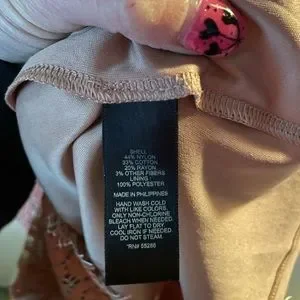 SHELL
44% NYLON
33% COTTON
20% RAYON
3% OTHER FIBERS
LINING
100% POLYESTER
MADE IN PHILIPPINES
HAND WASH COLD
WITH LIKE COLORS.
ONLY NON-CHLORINE
BLEACH WHEN NEEDED.
LAY FLAT TO DRY.
COOL IRON IF NEEDED
DO NOT STEAM.
*RN# 55285